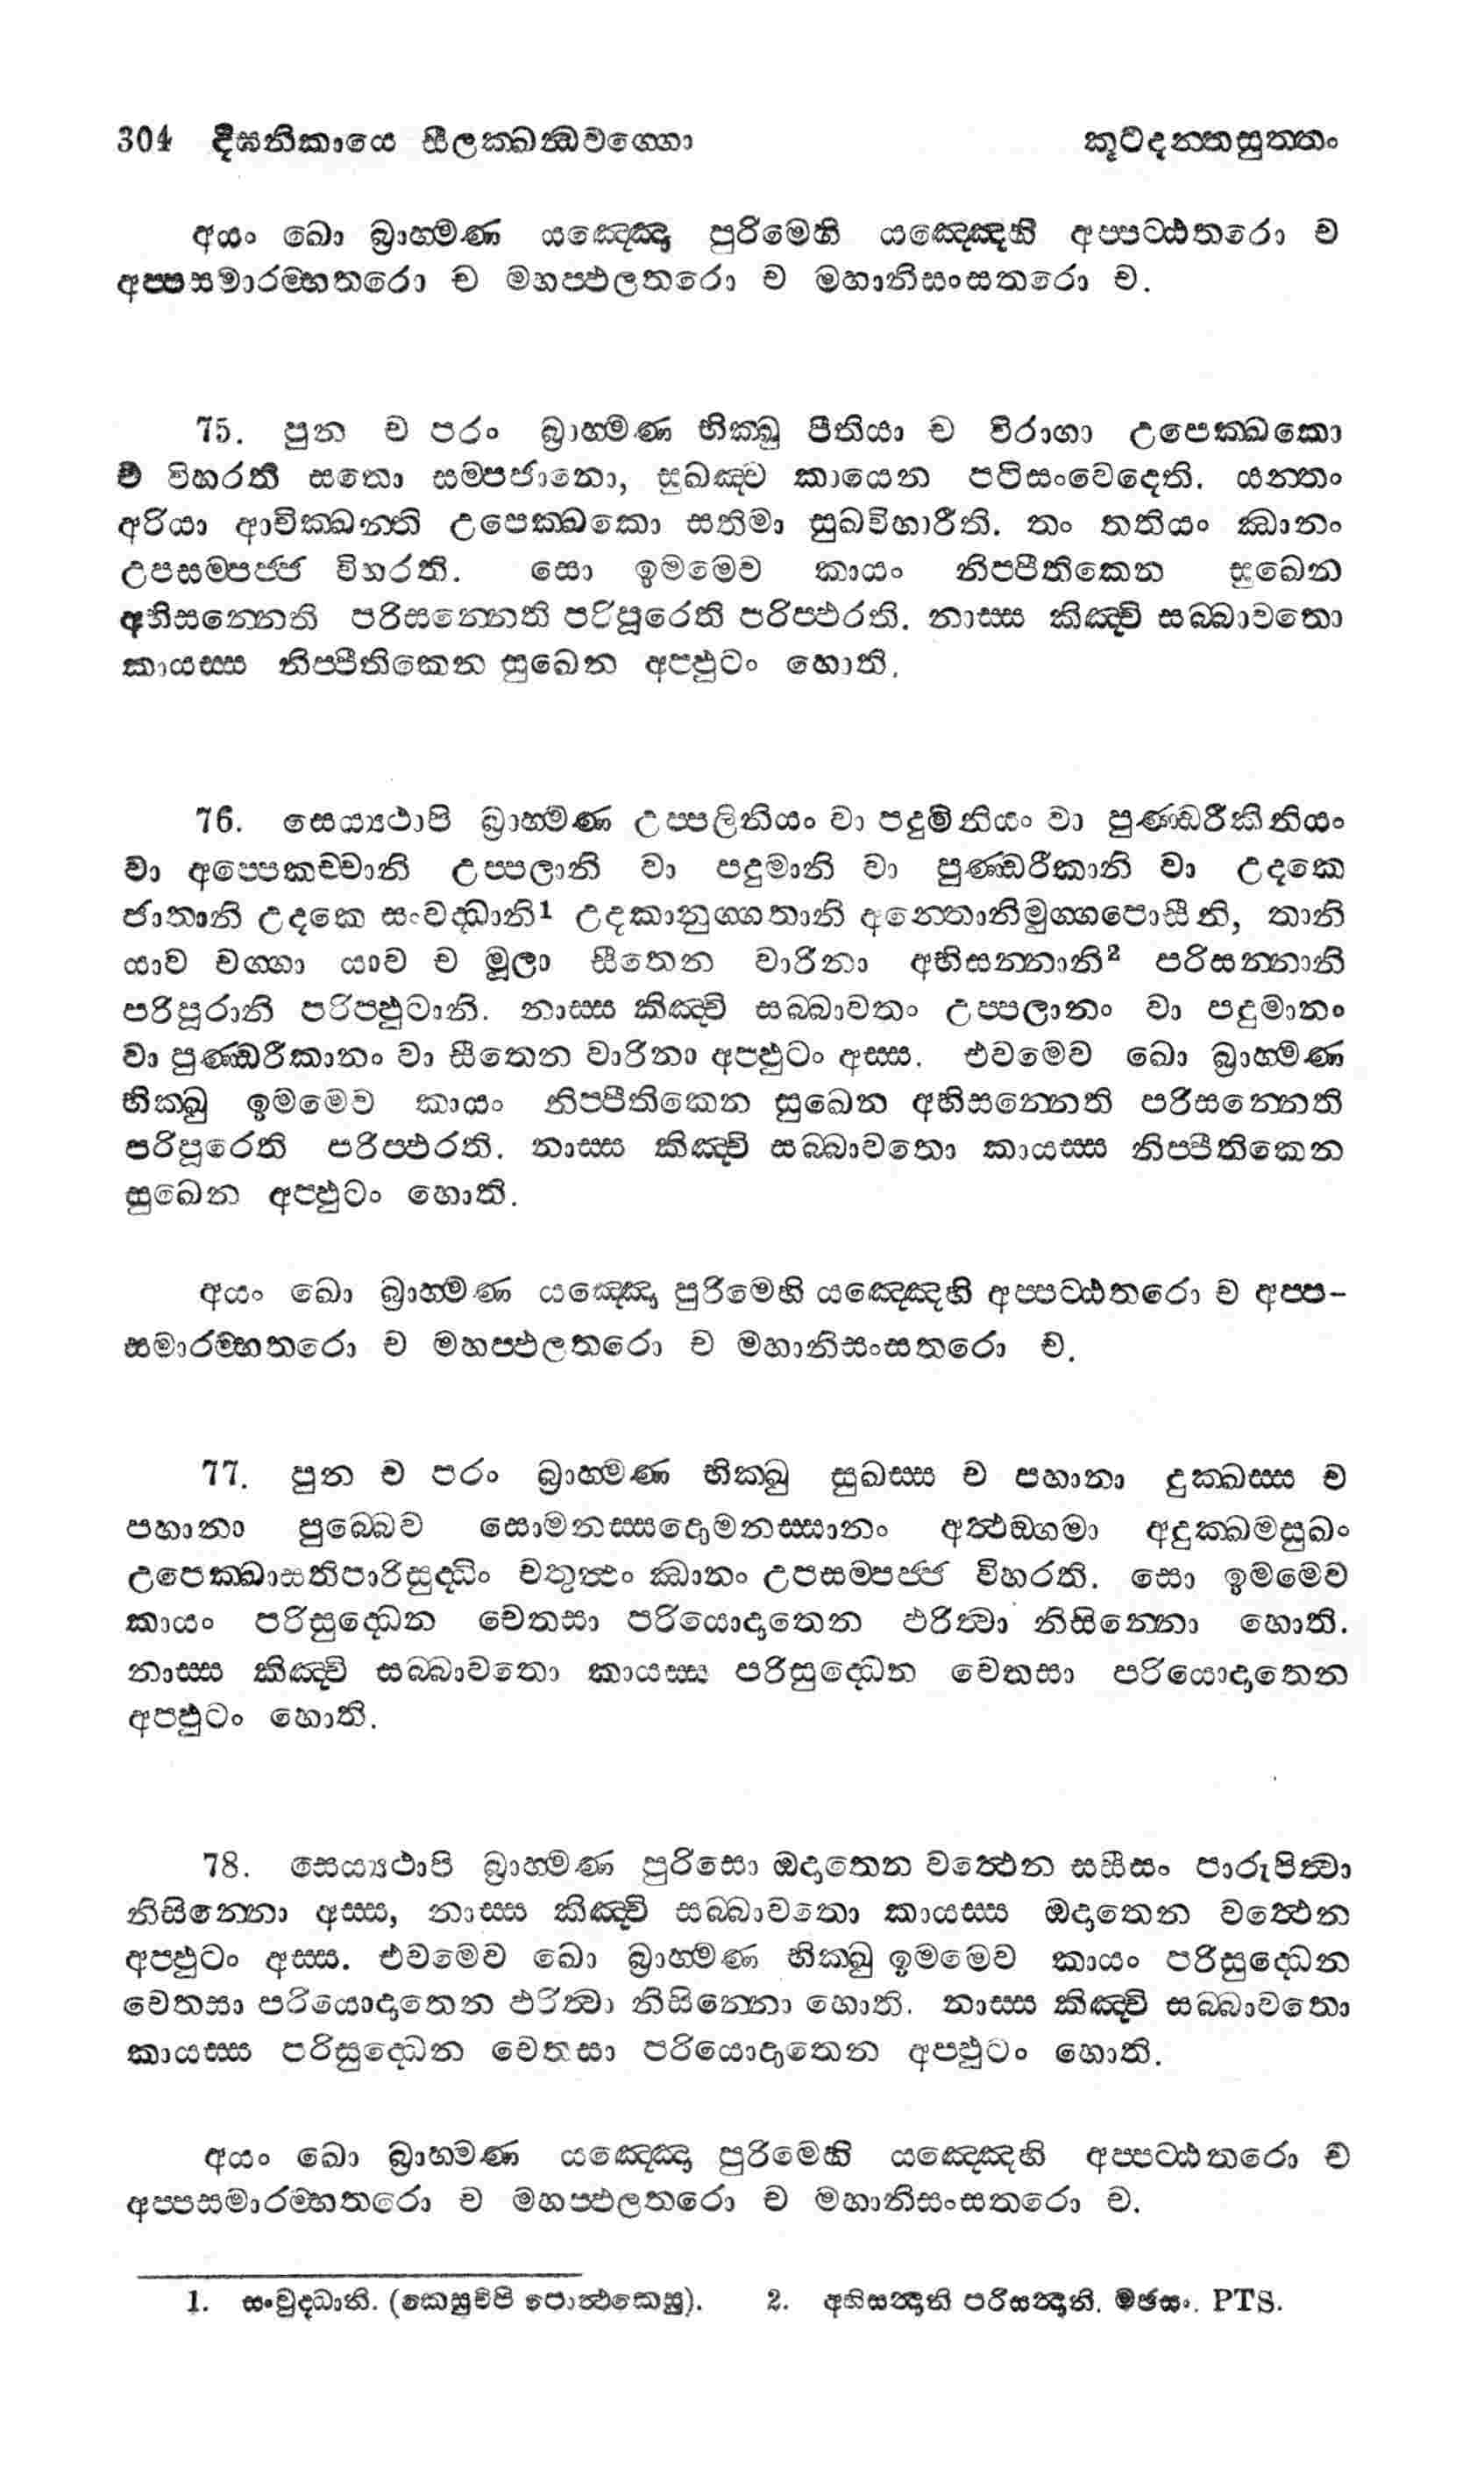 304 දීඝනිකායෙ සීලක්ඛන්ධවග්ගො කූටදන්තසුත්තං
අයං ඛො බ්‍රාහ්මණ යඤ්ඤො පුරිමෙහි යඤ්ඤෙහි අප්පට්ඨතරො ච
අප්පසමාරම්භතරො ච මහප්ඵලතරො ච මහානිසංසතරො ච.
75. පුන ච පරං බ්‍රාහ්මණ භික්ඛු පීතියා ච විරාගා උපෙක්ඛකො
ච විහරති සතො සම්පජානො, සුඛඤ්ච කායෙන පටිසංවෙදෙති. යන්තං
අරියා ආචික්ඛන්ති උපෙක්ඛකො සතිමා සුඛවිහාරීති. තං තතියං ඣානං
උපසම්පජ්ජ විහරති. සො ඉමමෙව කායං නිප්පීතිකෙන සුඛෙන
අභිසන්නෙති පරිසන්නෙති පරිපූරෙති පරිප්ඵරති. නාස්ස කිඤ්චි සබ්බාවතො
කායස්ස නිප්පීතිකෙන සුඛෙන අප්ඵුටං හොති.
76. සෙය්‍යථාපි බ්‍රාහ්මණ උප්පලිනියං වා පදුමිනියං වා පුණ්ඩරීකිනියං
වා අප්පෙකච්චානි උප්පලානි වා පදුමානි වා පුණ්ඩරීකානි වා උදකෙ
ජාතානි උදකෙ සංවද්ධානි1 උදකානුග්ගතානි අන්තොනිමුග්ගපොසීනි, තානි
යාව චග්ගා යාව ච මූලා සීතෙන වාරිනා අභිසන්නානි2 පරිසන්නානි
පරිපූරානි පරිප්ඵුටානි. නාස්ස කිඤ්චි සබ්බාවතං උප්පලානං වා පදුමානං
වා පුණ්ඩරීකානං වා සීතෙන වාරිනා අප්ඵුටං අස්ස. එවමෙව ඛො බ්‍රාහ්මණ
භික්ඛු ඉමමෙව කායං නිප්පීතිකෙන සුඛෙන අභිසන්නෙති පරිසන්නෙති
පරිපූරෙති පරිප්ඵරති. නාස්ස කිඤ්චි සබ්බාවතො කායස්ස නිප්පීතිකෙන
සුඛෙන අප්ඵුටං හොති.
අයං ඛො බ්‍රාහ්මණ යඤ්ඤො පුරිමෙහි යඤ්ඤෙහි අප්පට්ඨතරො ච අප්ප-
සමාරම්භතරො ච මහප්ඵලතරො ච මහානිසංසතරො ච.
77. පුන ච පරං බ්‍රාහ්මණ භික්ඛු සුඛස්ස ච පහානා දුක්ඛස්ස ච
පහානා පුබ්බෙව සොමනස්සදොමනස්සානං අත්ථඞ්ගමා අදුක්ඛමසුඛං
උපෙක්ඛාසතිපාරිසුද්ධිං චතුත්ථං ඣානං උපසම්පජ්ජ විහරති. සො ඉමමෙව
කායං පරිසුද්ධෙන චෙතසා පරියොදාතෙන ඵරිත්වා නිසින්නො හොති.
නාස්ස කිඤ්චි සබ්බාවතො කායස්ස පරිසුද්ධෙන චෙතසා පරියොදාතෙන
අප්ඵුටං හොති.
78. සෙය්‍යථාපි බ්‍රාහ්මණ පුරිසො ඔදාතෙන වත්ථෙන සසීසං පාරුපිත්වා
නිසින්නො අස්ස, නාස්ස කිඤ්චි සබ්බාවතො කායස්ස ඔදාතෙන වත්ථෙන
අප්ඵුටං අස්ස. එවමෙව ඛො බ්‍රාහ්මණ භික්ඛු ඉමමෙව කායං පරිසුද්ධෙන
චෙතසා පරියොදාතෙන ඵරිත්වා නිසින්නො හොති. නාස්ස කිඤ්චි සබ්බාවතො
කායස්ස පරිසුද්ධෙන චෙතසා පරියොදාතෙන අප්ඵුටං හොති.
අයං ඛො බ්‍රාහ්මණ යඤ්ඤො පුරිමෙහි යඤ්ඤෙහි අප්පට්ඨතරො ච
අප්පසමාරම්භතරො ච මහප්ඵලතරො ච මහානිසංසතරො ච.
1. සංවුද්ධානි. (කෙසුචිපි පොත්ථකෙසු). 2. අභිසන්දානි පරිසන්දානි. මඡසං. PTS.